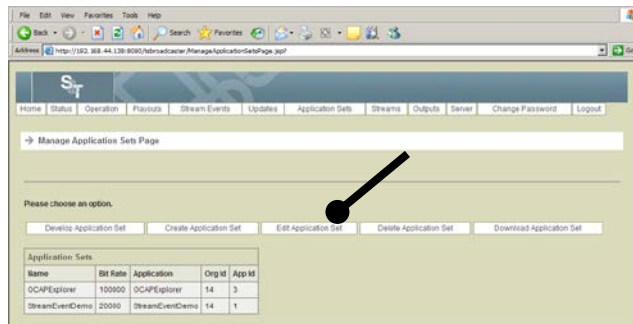 File Edit View Favorites Tools Help
Back Search Favorites
Address http://192.168.44.138:8080/tsbroadcaster/ManageApplicationSetsPage.jsp? Go
ST
Home Status Operation Playouts Stream Events Updates Application Sets Streams Outputs Server Change Password Logout
Manage Application Sets Page
Please choose an option.
Develop Application Set Create Application Set Edit Application Set Delete Application Set Download Application Set
Application Sets
Name Bit Rate Application Org Id App Id
OCAPExplorer 100000 OCAPExplorer 14 3
StreamEventDemo 20000 StreamEventDemo 14 1